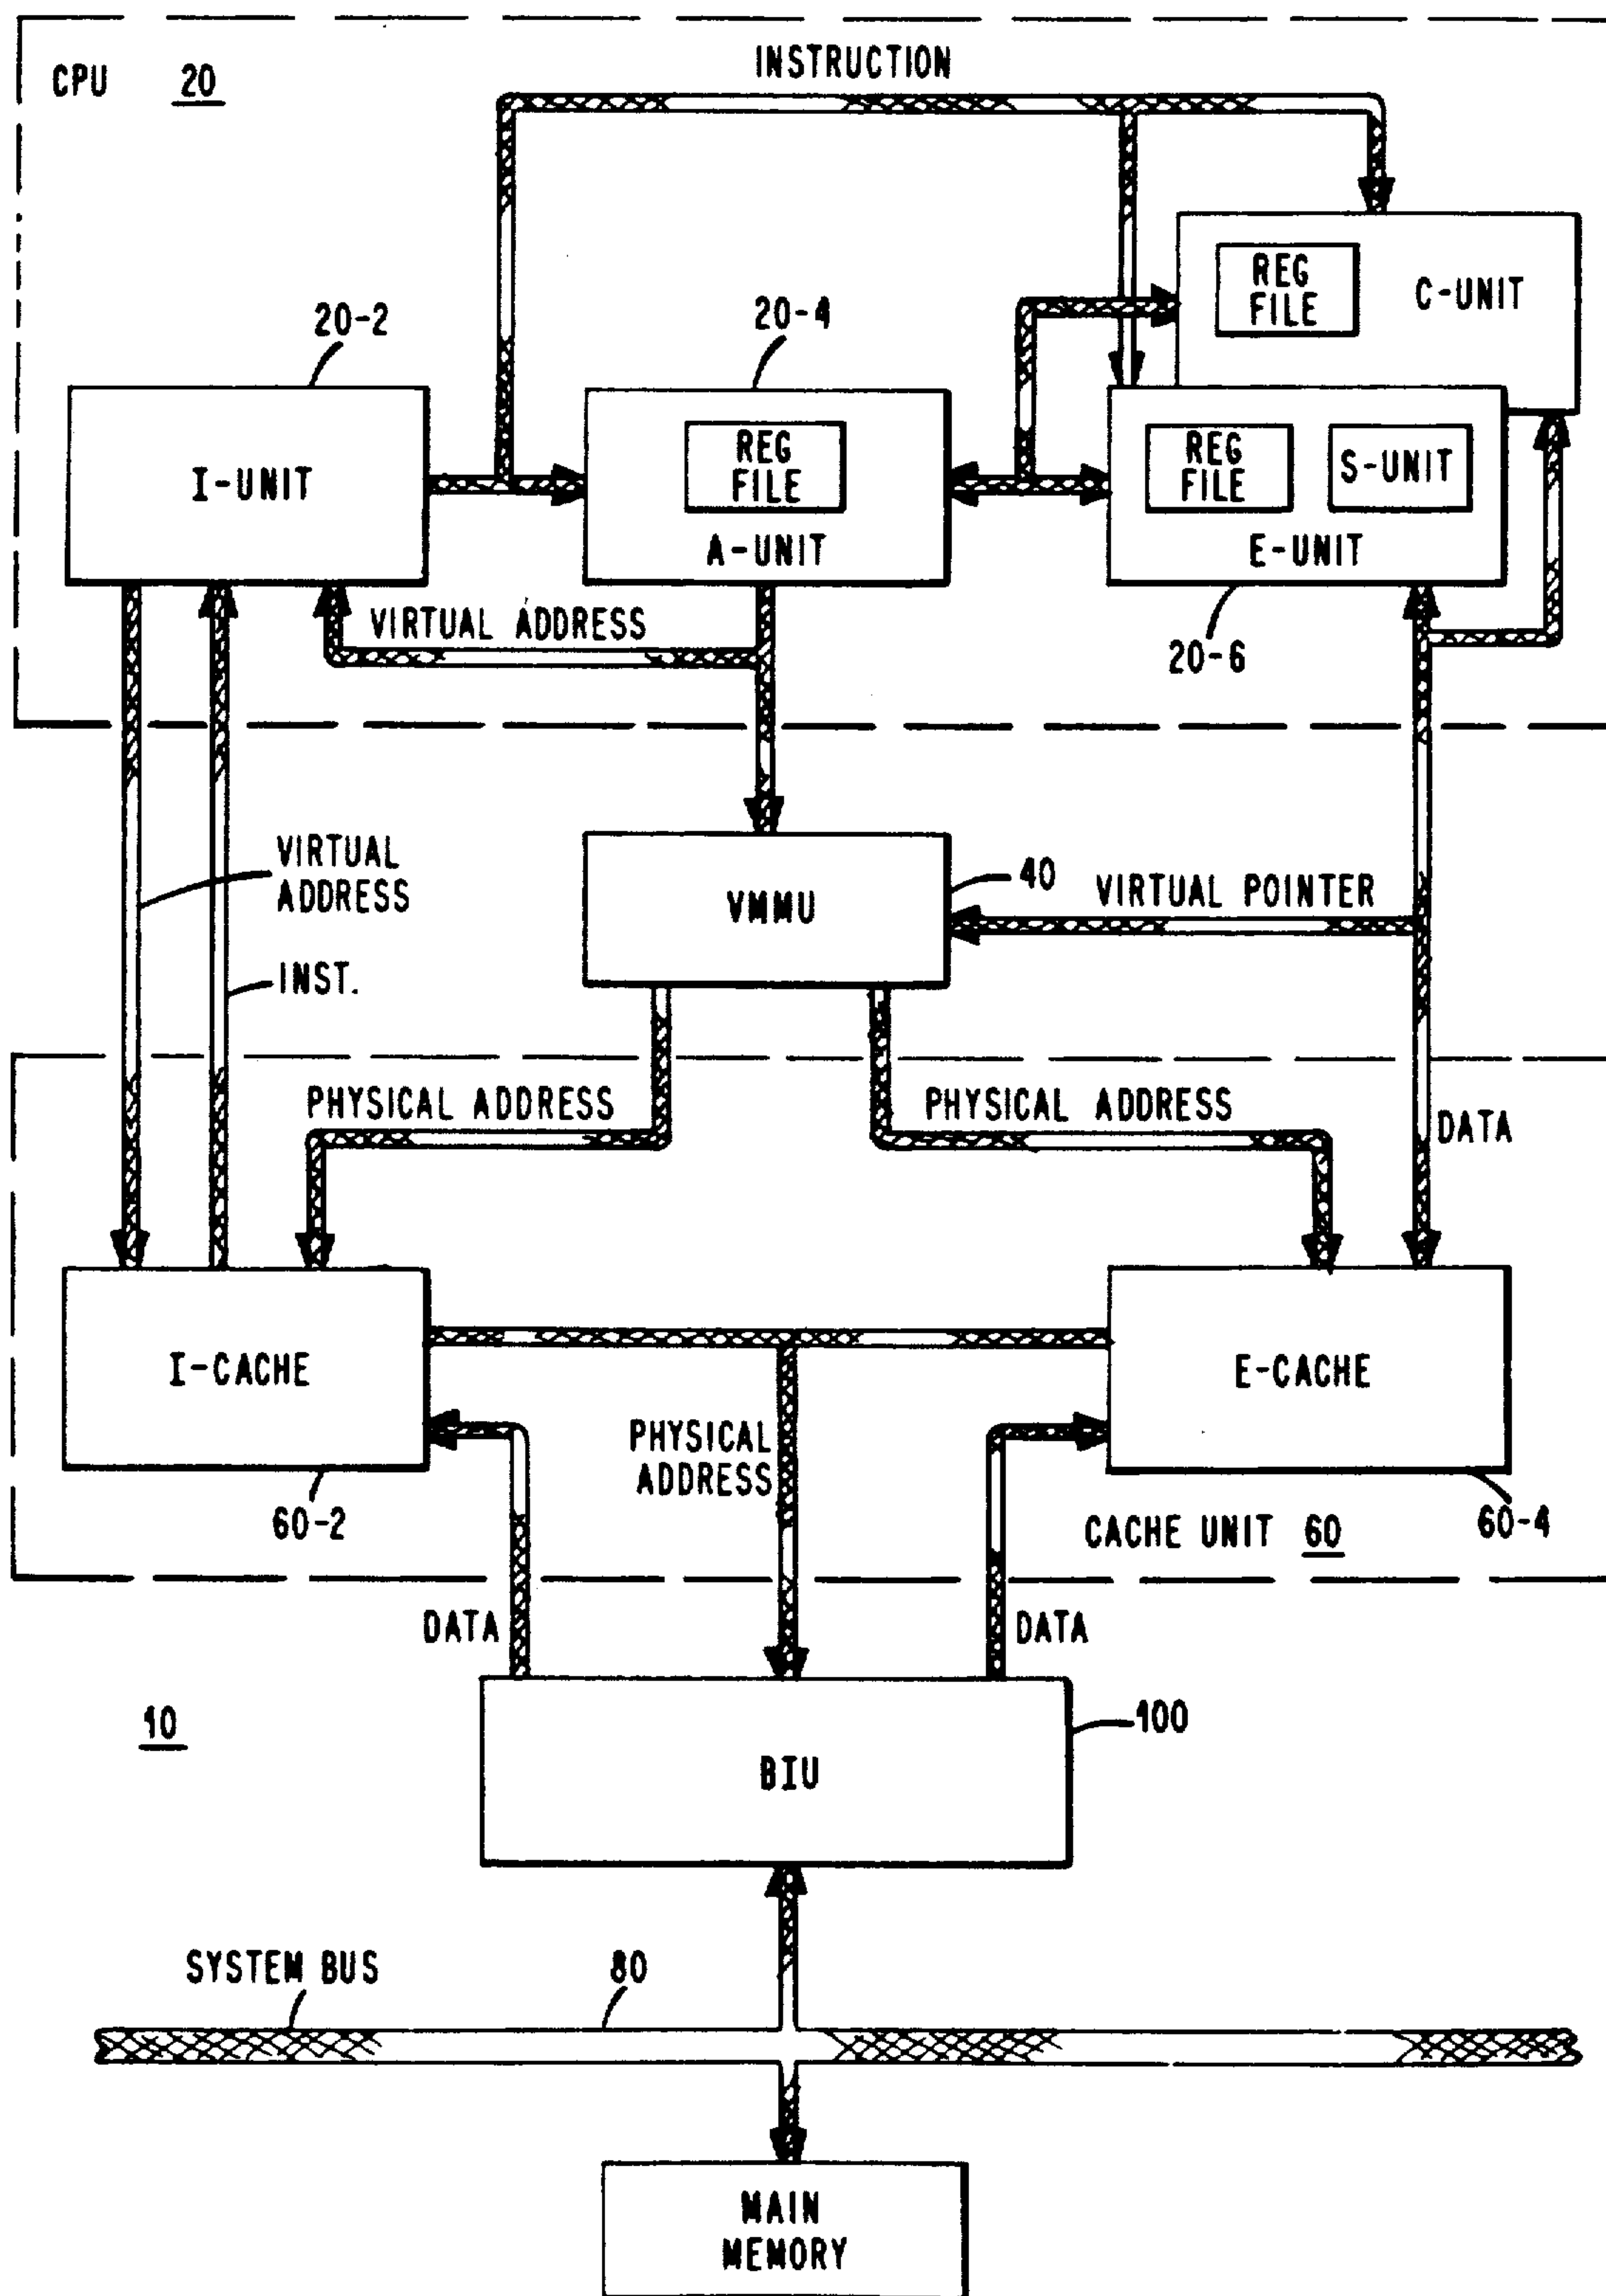 INSTRUCTION
CPU 20
REG
FILE
C-UNIT
20-2
20-4
I-UNIT
REG
FILE
A-UNIT
REG
FILE
S-UNIT
E-UNIT
VIRTUAL ADDRESS
20-6
VIRTUAL
ADDRESS
VMMU
40
VIRTUAL POINTER
INST.
PHYSICAL ADDRESS
PHYSICAL ADDRESS
DATA
I-CACHE
E-CACHE
PHYSICAL
ADDRESS
60-2
CACHE UNIT 60
60-4
DATA
DATA
10
100
BIU
SYSTEM BUS
80
MAIN
MEMORY